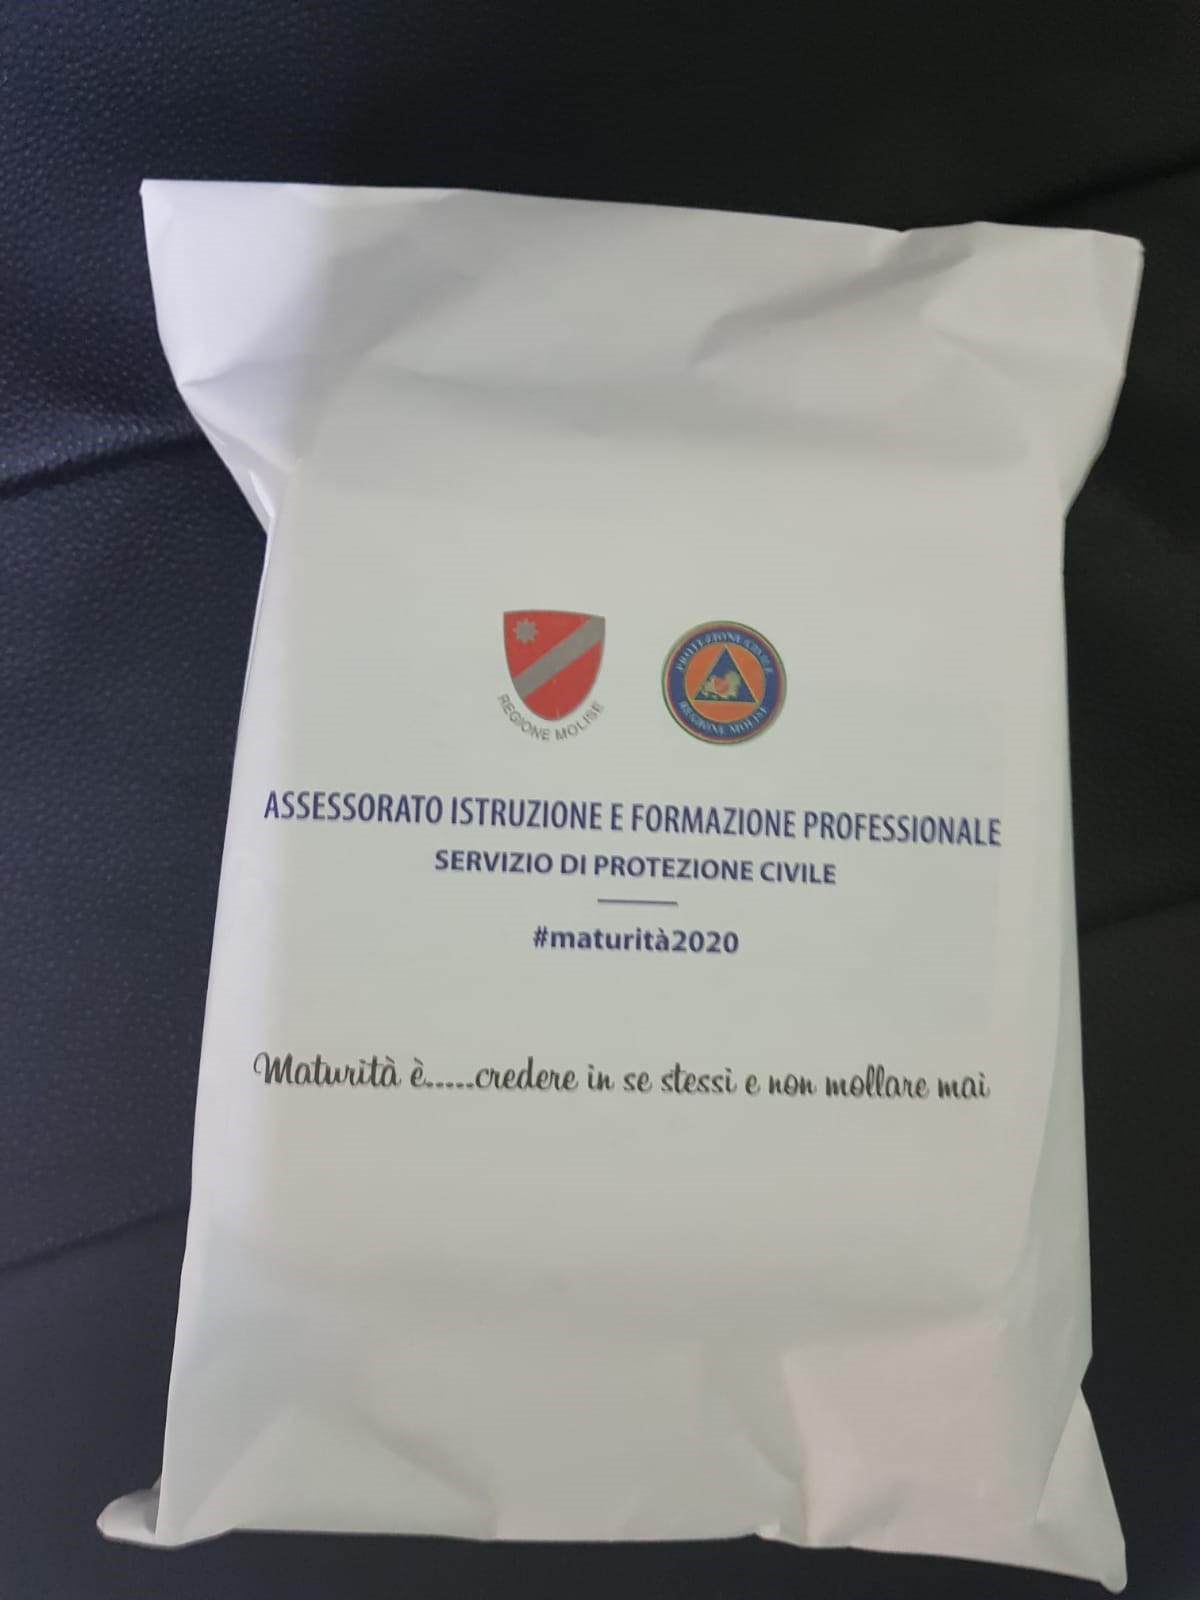 REGIONE MOLISE
PROTEZIONE CIVILE
REGIONE MOLISE
ASSESSORATO ISTRUZIONE E FORMAZIONE PROFESSIONALE
SERVIZIO DI PROTEZIONE CIVILE
#maturità2020
Maturità è.....credere in se stessi e non mollare mai